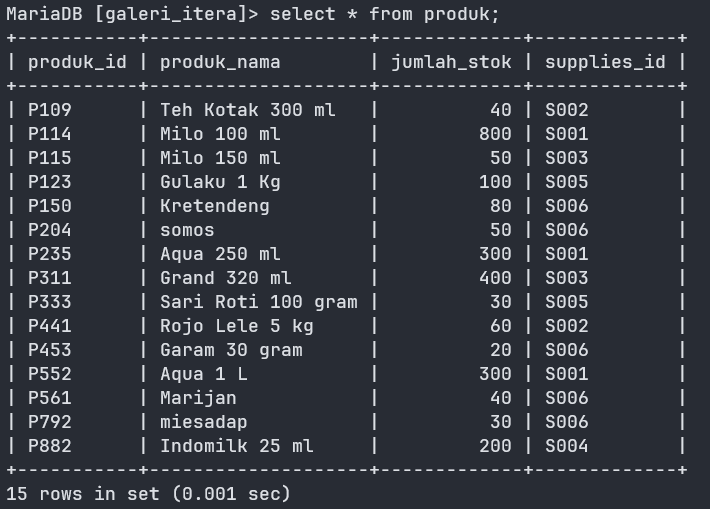 MariaDB [galeri_itera]> select * from produk;
+-----------+---------------------+-------------+-------------+
| produk_id | produk_nama         | jumlah_stok | supplies_id |
+-----------+---------------------+-------------+-------------+
| P109      | Teh Kotak 300 ml    |          40 | S002        |
| P114      | Milo 100 ml         |         800 | S001        |
| P115      | Milo 150 ml         |          50 | S003        |
| P123      | Gulaku 1 Kg         |         100 | S005        |
| P150      | Kretendeng          |          80 | S006        |
| P204      | somos               |          50 | S006        |
| P235      | Aqua 250 ml         |         300 | S001        |
| P311      | Grand 320 ml        |         400 | S003        |
| P333      | Sari Roti 100 gram  |          30 | S005        |
| P441      | Rojo Lele 5 kg      |          60 | S002        |
| P453      | Garam 30 gram       |          20 | S006        |
| P552      | Aqua 1 L            |         300 | S001        |
| P561      | Marijan             |          40 | S006        |
| P792      | miesadap            |          30 | S006        |
| P882      | Indomilk 25 ml      |         200 | S004        |
+-----------+---------------------+-------------+-------------+
15 rows in set (0.001 sec)